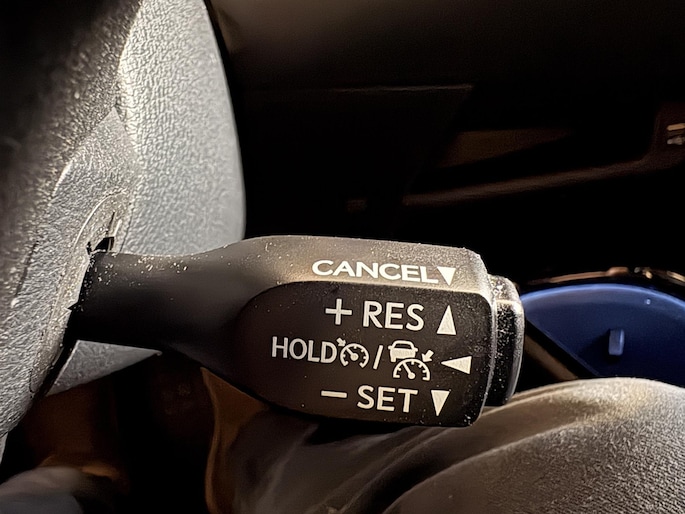 CANCEL▼
+ RES ▲
HOLD / ◀
− SET ▼